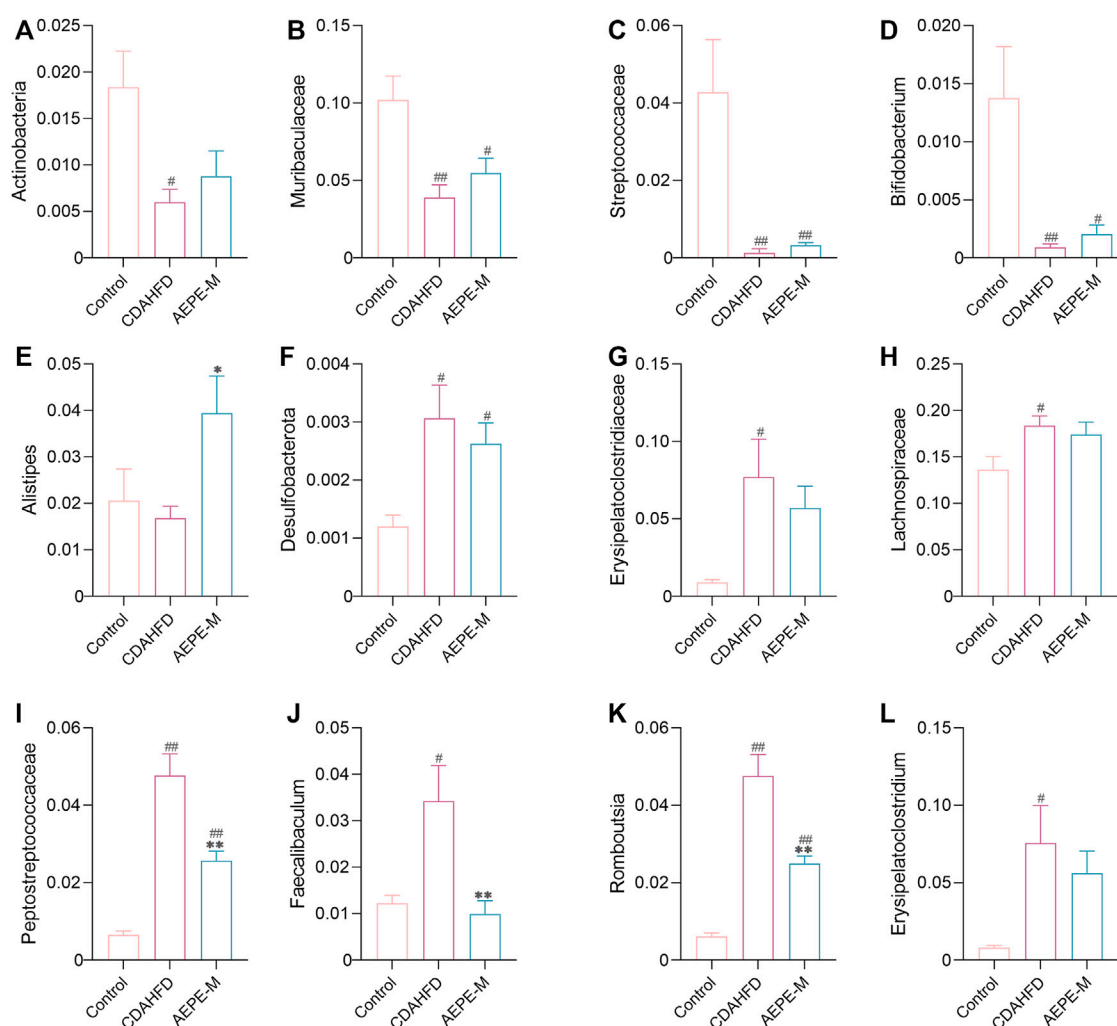 A
Actinobacteria
0.025
0.020
0.015
0.010
0.005
0
#
Control
CDAHFD
AEPE-M
B
Muribaculaceae
0.15
0.10
0.05
0
##
#
Control
CDAHFD
AEPE-M
C
Streptococcaceae
0.06
0.04
0.02
0
##
##
Control
CDAHFD
AEPE-M
D
Bifidobacterium
0.020
0.015
0.010
0.005
0
##
#
Control
CDAHFD
AEPE-M
E
Alistipes
0.05
0.04
0.03
0.02
0.01
0
*
Control
CDAHFD
AEPE-M
F
Desulfobacterota
0.004
0.003
0.002
0.001
0
#
#
Control
CDAHFD
AEPE-M
G
Erysipelatoclostridiaceae
0.15
0.10
0.05
0
#
Control
CDAHFD
AEPE-M
H
Lachnospiraceae
0.25
0.20
0.15
0.10
0.05
0
#
Control
CDAHFD
AEPE-M
I
Peptostreptococcaceae
0.06
0.04
0.02
0
##
##
**
Control
CDAHFD
AEPE-M
J
Faecalibaculum
0.05
0.04
0.03
0.02
0.01
0
#
**
Control
CDAHFD
AEPE-M
K
Romboutsia
0.06
0.04
0.02
0
##
##
**
Control
CDAHFD
AEPE-M
L
Erysipelatoclostridium
0.15
0.10
0.05
0
#
Control
CDAHFD
AEPE-M